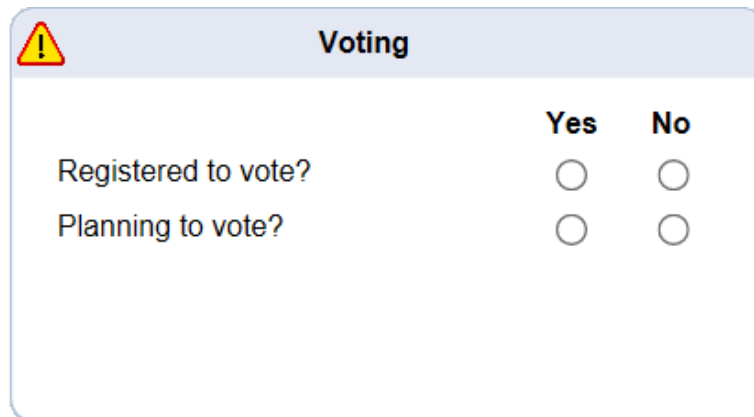 Voting
Yes No
Registered to vote?
Planning to vote?